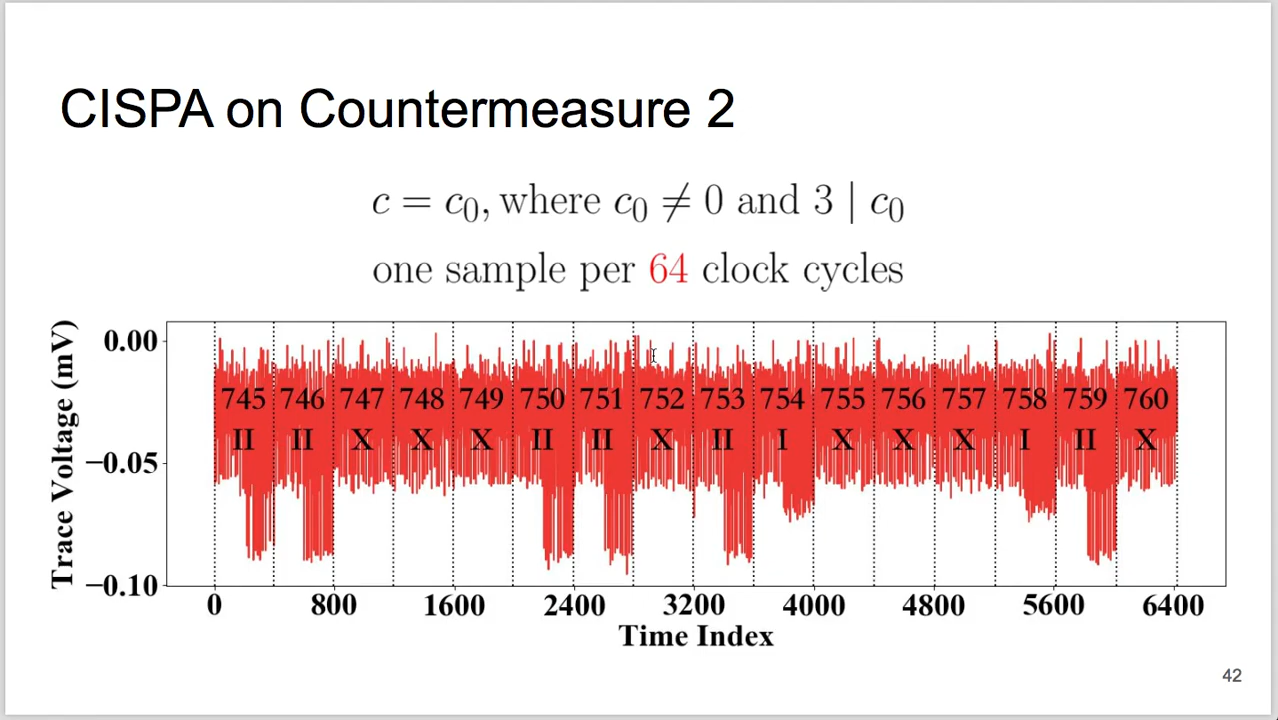 CISPA on Countermeasure 2
c = c₀, where c₀ ≠ 0 and 3 | c₀
one sample per 64 clock cycles
Trace Voltage (mV)
0.00
−0.05
−0.10
745 746 747 748 749 750 751 752 753 754 755 756 757 758 759 760
II II X X X II II X II I X X X I II X
0 800 1600 2400 3200 4000 4800 5600 6400
Time Index
42